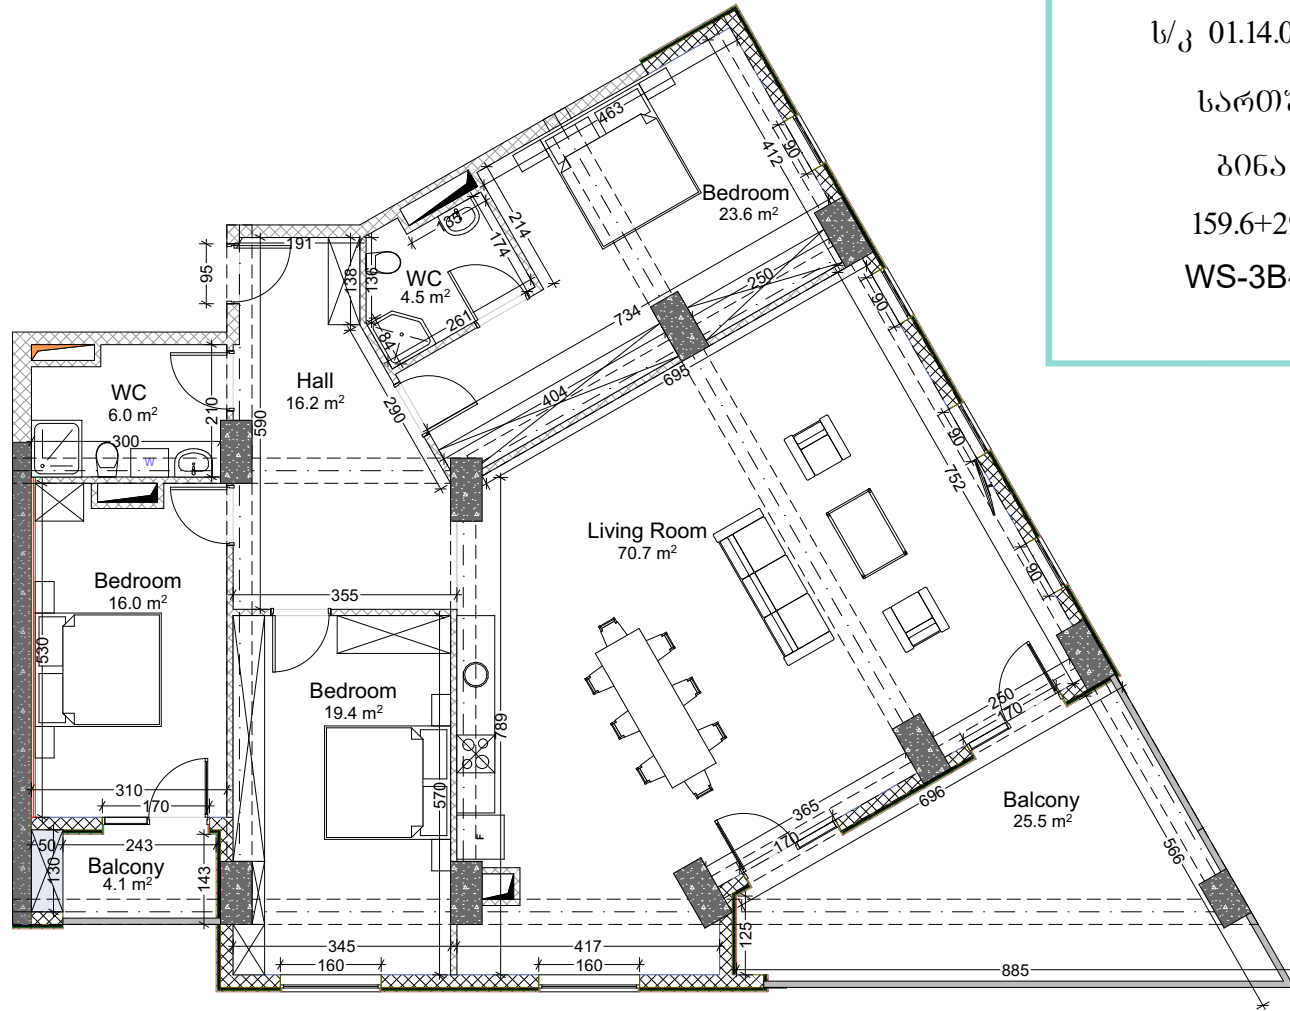 ს/კ 01.14.0
ბინა
159.6+2
WS-3B-
463
412
90
Bedroom
23.6 m²
135
214
174
191
95
138
136
WC
4.5 m²
261
84
734
250
90
404
695
290
Hall
16.2 m²
590
WC
6.0 m²
210
300
W
90
752
90
Living Room
70.7 m²
Bedroom
16.0 m²
355
530
Bedroom
19.4 m²
789
570
310
170
250
170
696
365
170
Balcony
25.5 m²
566
F
50
243
130
Balcony
4.1 m²
143
125
345
417
160
160
885